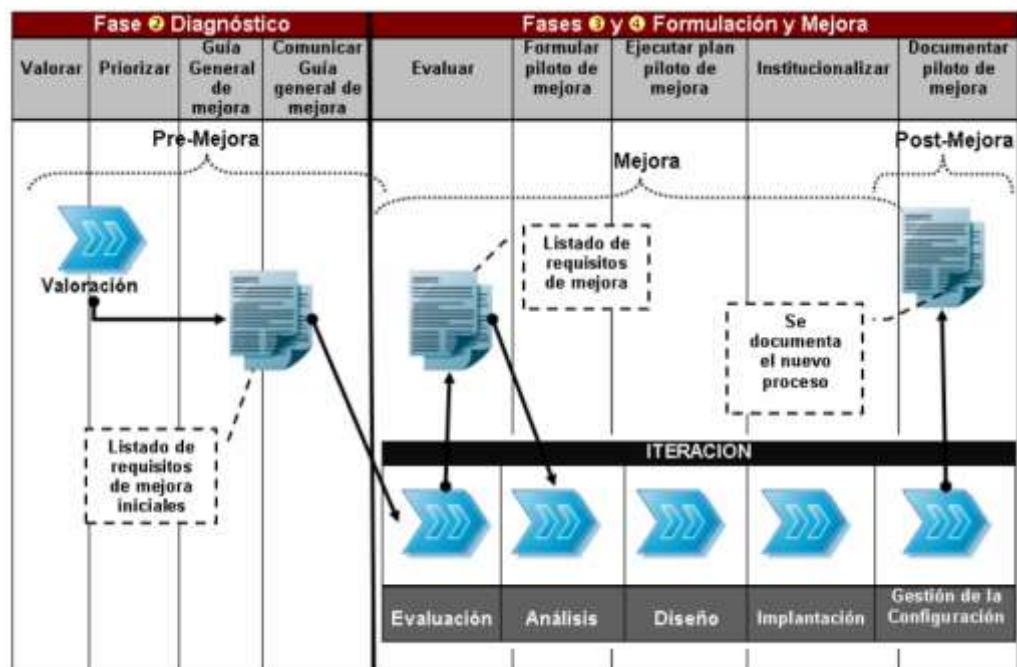 Fase ❷ Diagnóstico
Fases ❸ y ❹ Formulación y Mejora
Valorar
Priorizar
Guía
General
de
mejora
Comunicar
Guía
general de
mejora
Evaluar
Formular
piloto de
mejora
Ejecutar plan
piloto de
mejora
Institucionalizar
Documentar
piloto de
mejora
Pre-Mejora
Mejora
Post-Mejora
Valoración
Listado de
requisitos
de mejora
iniciales
Listado de
requisitos
de mejora
Se
documenta
el nuevo
proceso
ITERACION
Evaluación
Análisis
Diseño
Implantación
Gestión de la
Configuración